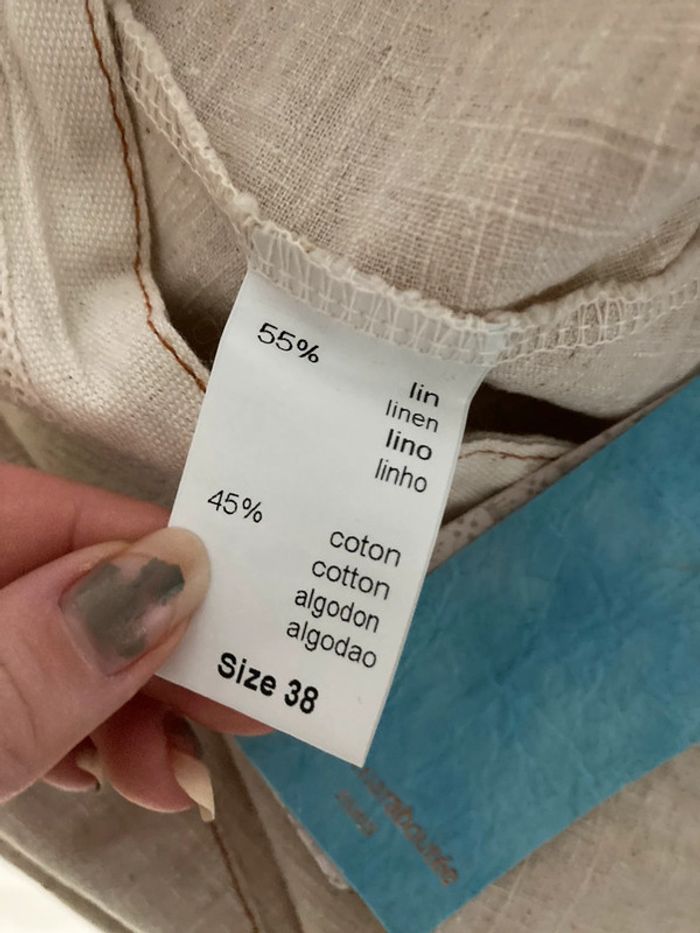 55%
lin
linen
lino
linho
45%
coton
cotton
algodon
algodao
Size 38